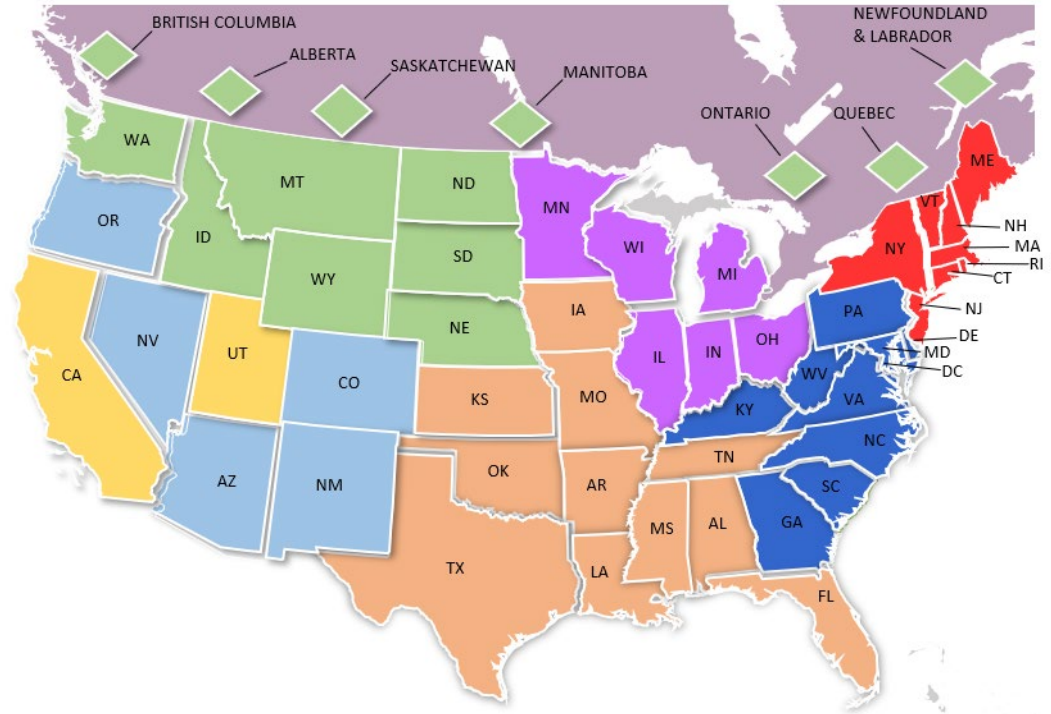 BRITISH COLUMBIA
ALBERTA
SASKATCHEWAN
MANITOBA
ONTARIO
QUEBEC
NEWFOUNDLAND
& LABRADOR
WA
OR
CA
NV
ID
MT
WY
UT
AZ
CO
NM
ND
SD
NE
KS
OK
TX
MN
IA
MO
AR
LA
WI
IL
MI
IN
OH
KY
TN
MS
AL
GA
FL
SC
NC
VA
WV
PA
NY
VT
ME
NH
MA
RI
CT
NJ
DE
MD
DC